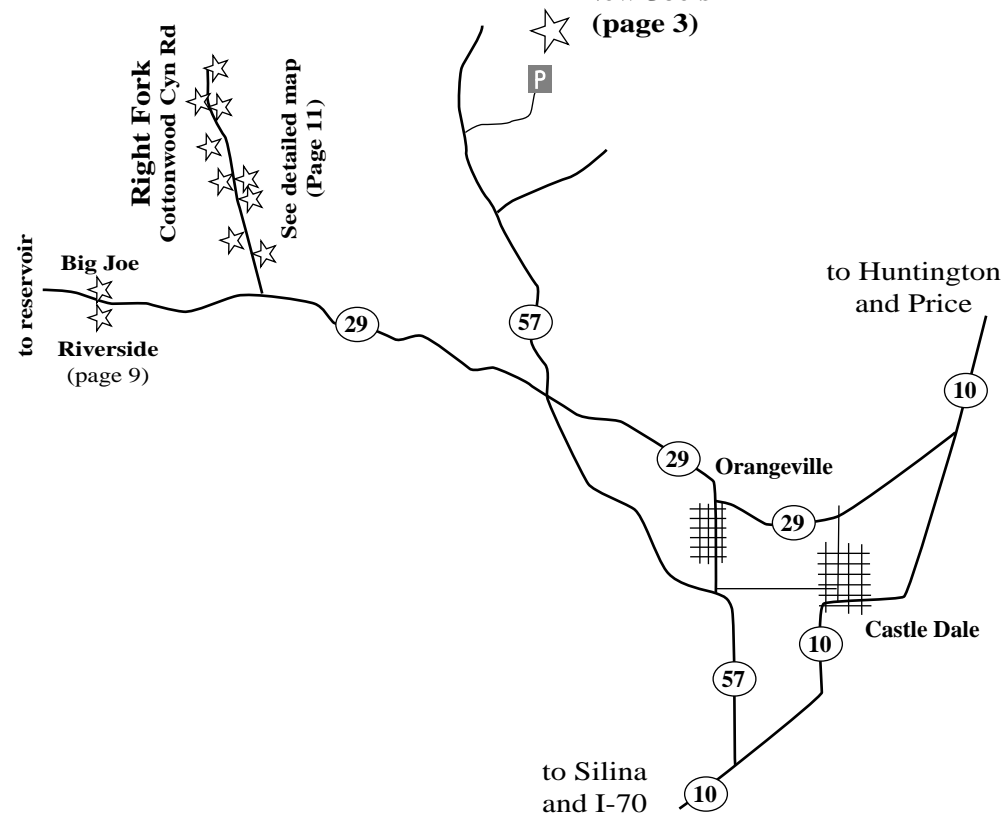 (page 3)
P
Right Fork
Cottonwood Cyn Rd
See detailed map
(Page 11)
to reservoir
Big Joe
Riverside
(page 9)
29
57
to Huntington
and Price
10
29
Orangeville
29
Castle Dale
10
57
to Silina
and I-70
10